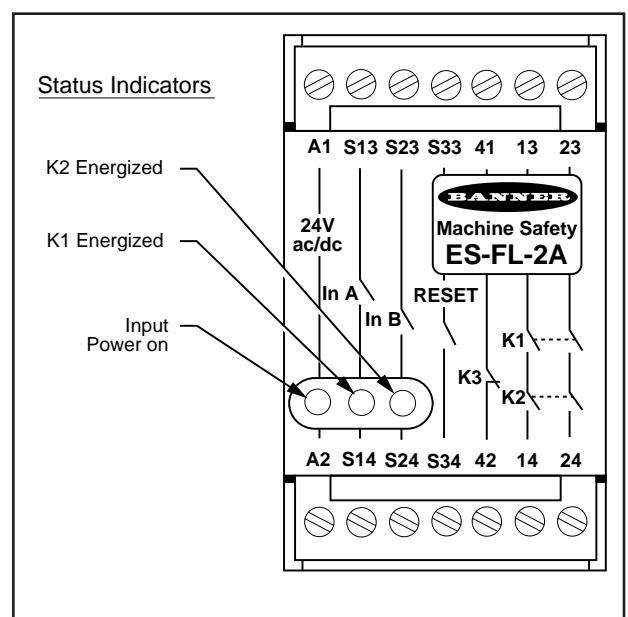 Status Indicators
K2 Energized
K1 Energized
Input
Power on
A1 S13 S23 S33 41 13 23
BANNER
Machine Safety
ES-FL-2A
24V
ac/dc
In A
In B
RESET
K1
K3
K2
A2 S14 S24 S34 42 14 24